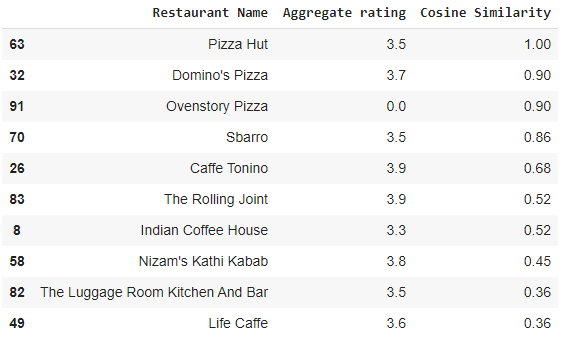 Restaurant Name Aggregate rating Cosine Similarity
63 Pizza Hut 3.5 1.00
32 Domino's Pizza 3.7 0.90
91 Ovenstory Pizza 0.0 0.90
70 Sbarro 3.5 0.86
26 Caffe Tonino 3.9 0.68
83 The Rolling Joint 3.9 0.52
8 Indian Coffee House 3.3 0.52
58 Nizam's Kathi Kabab 3.8 0.45
82 The Luggage Room Kitchen And Bar 3.5 0.36
49 Life Caffe 3.6 0.36